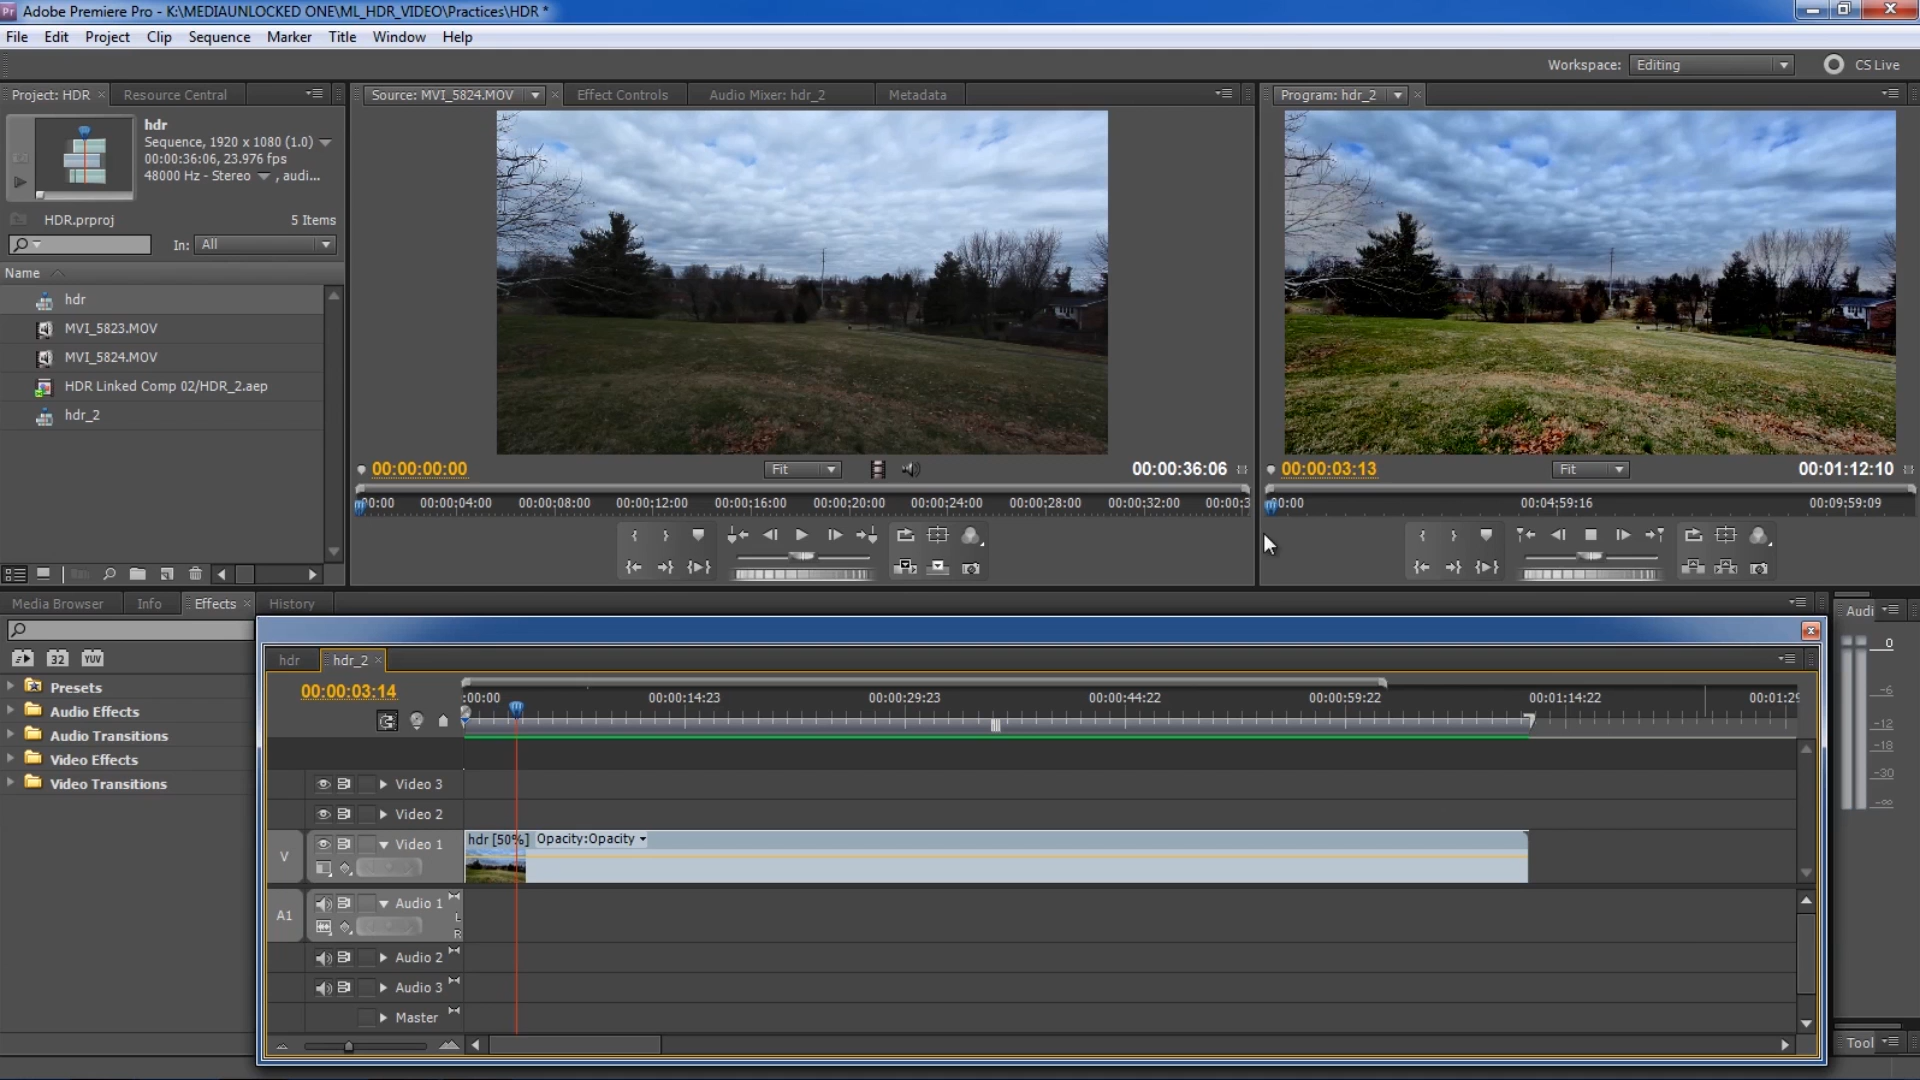 Pr Adobe Premiere Pro - K:\MEDIAUNLOCKED ONE\ML_HDR_VIDEO\Practices\HDR *
File Edit Project Clip Sequence Marker Title Window Help
Workspace: Editing CS Live
Project: HDR Resource Central
Source: MVI_5824.MOV Effect Controls Audio Mixer: hdr_2 Metadata
Program: hdr_2
hdr
Sequence, 1920 x 1080 (1.0)
00:00:36:06, 23.976 fps
48000 Hz - Stereo , audi...
HDR.prproj 5 Items
In: All
Name
hdr
MVI_5823.MOV
MVI_5824.MOV
HDR Linked Comp 02/HDR_2.aep
hdr_2
00:00:00:00 Fit 00:00:36:06
00:00:03:13 Fit 00:01:12:10
00:00 00:00:04:00 00:00:08:00 00:00:12:00 00:00:16:00 00:00:20:00 00:00:24:00 00:00:28:00 00:00:32:00 00:00:3
00:00 00:04:59:16 00:09:59:09
Media Browser Info Effects History
32 YUV
Presets
Audio Effects
Audio Transitions
Video Effects
Video Transitions
hdr hdr_2
00:00:03:14
:00:00 00:00:14:23 00:00:29:23 00:00:44:22 00:00:59:22 00:01:14:22 00:01:29
Video 3
Video 2
V Video 1
hdr [50%] Opacity:Opacity
A1 Audio 1
L
R
Audio 2
Audio 3
Master
Audi
0
-6
-12
-18
-30
-∞
Tool